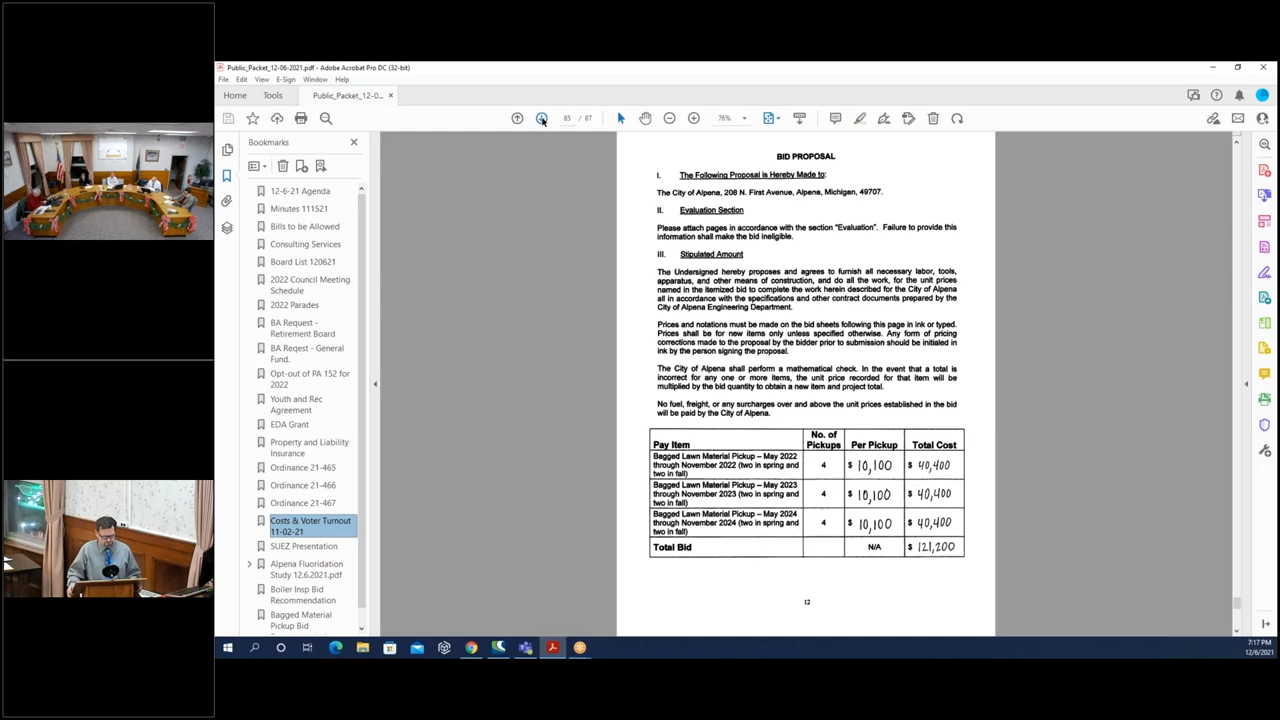 Public_Packet_12-06-2021.pdf - Adobe Acrobat Pro DC (32-bit)
File Edit View E-Sign Window Help
Home Tools Public_Packet_12-0... ×
85 / 87 76%
Bookmarks
12-6-21 Agenda
Minutes 111521
Bills to be Allowed
Consulting Services
Board List 120621
2022 Council Meeting
Schedule
2022 Parades
BA Request -
Retirement Board
BA Reqest - General
Fund.
Opt-out of PA 152 for
2022
Youth and Rec
Agreement
EDA Grant
Property and Liability
Insurance
Ordinance 21-465
Ordinance 21-466
Ordinance 21-467
Costs & Voter Turnout
11-02-21
SUEZ Presentation
Alpena Fluoridation
Study 12.6.2021.pdf
Boiler Insp Bid
Recommendation
Bagged Material
Pickup Bid
BID PROPOSAL
I. The Following Proposal is Hereby Made to:
The City of Alpena, 208 N. First Avenue, Alpena, Michigan, 49707.
II. Evaluation Section
Please attach pages in accordance with the section "Evaluation". Failure to provide this
information shall make the bid ineligible.
III. Stipulated Amount
The Undersigned hereby proposes and agrees to furnish all necessary labor, tools,
apparatus, and other means of construction, and do all the work, for the unit prices
named in the itemized bid to complete the work herein described for the City of Alpena
all in accordance with the specifications and other contract documents prepared by the
City of Alpena Engineering Department.
Prices and notations must be made on the bid sheets following this page in ink or typed.
Prices shall be for new items only unless specified otherwise. Any form of pricing
corrections made to the proposal by the bidder prior to submission should be initialed in
ink by the person signing the proposal.
The City of Alpena shall perform a mathematical check. In the event that a total is
incorrect for any one or more items, the unit price recorded for that item will be
multiplied by the bid quantity to obtain a new item and project total.
No fuel, freight, or any surcharges over and above the unit prices established in the bid
will be paid by the City of Alpena.
Pay Item No. of Pickups Per Pickup Total Cost
Bagged Lawn Material Pickup – May 2022
through November 2022 (two in spring and 4 $ 10,100 $ 40,400
two in fall)
Bagged Lawn Material Pickup – May 2023
through November 2023 (two in spring and 4 $ 10,100 $ 40,400
two in fall)
Bagged Lawn Material Pickup – May 2024
through November 2024 (two in spring and 4 $ 10,100 $ 40,400
two in fall)
Total Bid N/A $ 121,200
12
7:17 PM
12/6/2021